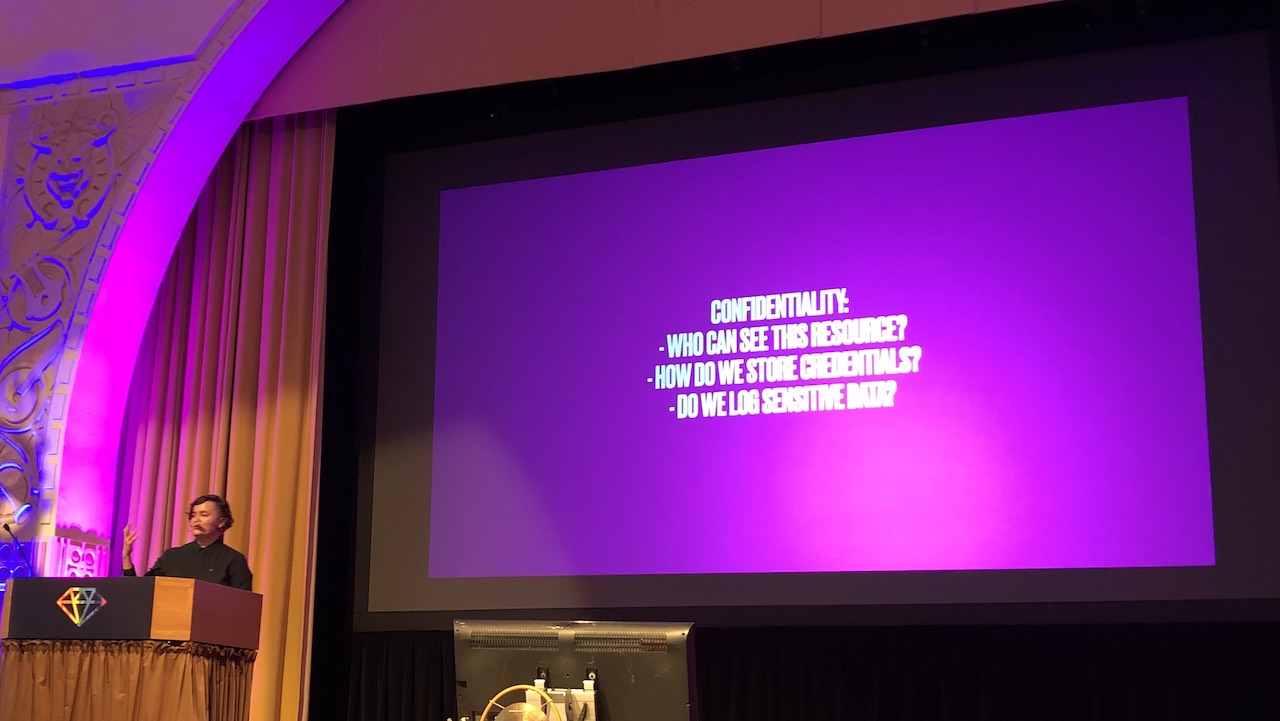 CONFIDENTIALITY:
- WHO CAN SEE THIS RESOURCE?
- HOW DO WE STORE CREDENTIALS?
- DO WE LOG SENSITIVE DATA?